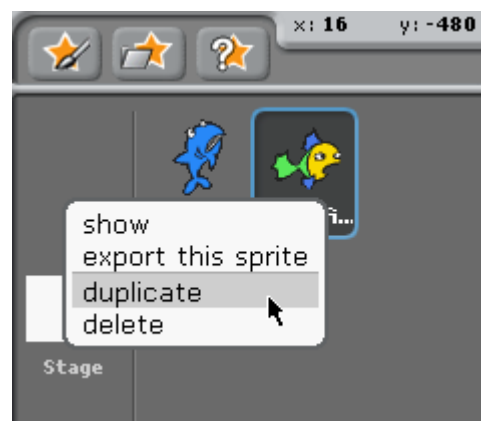 x: 16 y: -480
show
export this sprite
duplicate
delete
Stage